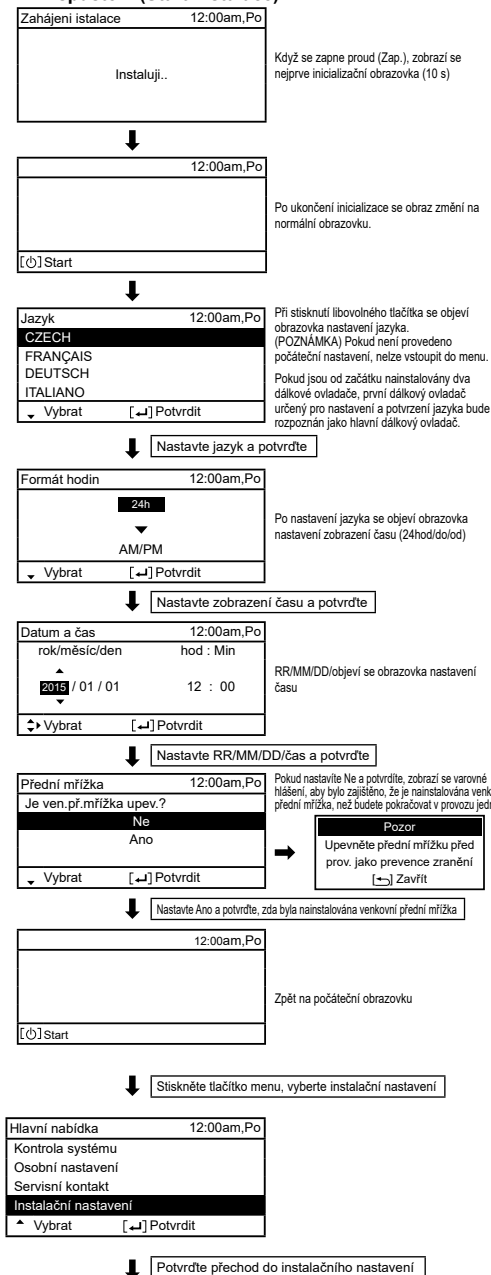 Zahájeni istalace 12:00am,Po
Instaluji..
Když se zapne proud (Zap.), zobrazí se
nejprve inicializační obrazovka (10 s)
12:00am,Po
[⏻] Start
Po ukončení inicializace se obraz změní na
normální obrazovku.
Jazyk 12:00am,Po
CZECH
FRANÇAIS
DEUTSCH
ITALIANO
Vybrat [↵] Potvrdit
Při stisknutí libovolného tlačítka se objeví
obrazovka nastavení jazyka.
(POZNÁMKA) Pokud není provedeno
počáteční nastavení, nelze vstoupit do menu.
Pokud jsou od začátku nainstalovány dva
dálkové ovladače, první dálkový ovladač
určený pro nastavení a potvrzení jazyka bude
rozpoznán jako hlavní dálkový ovladač.
Nastavte jazyk a potvrďte
Formát hodin 12:00am,Po
24h
AM/PM
Vybrat [↵] Potvrdit
Po nastavení jazyka se objeví obrazovka
nastavení zobrazení času (24hod/do/od)
Nastavte zobrazení času a potvrďte
Datum a čas 12:00am,Po
rok/měsíc/den hod : Min
2015 / 01 / 01 12 : 00
Vybrat [↵] Potvrdit
RR/MM/DD/objeví se obrazovka nastavení
času
Nastavte RR/MM/DD/čas a potvrďte
Přední mřížka 12:00am,Po
Je ven.př.mřížka upev.?
Ne
Ano
Vybrat [↵] Potvrdit
Pokud nastavíte Ne a potvrdíte, zobrazí se varovné
hlášení, aby bylo zajištěno, že je nainstalována
přední mřížka, než budete pokračovat v provozu
Pozor
Upevněte přední mřížku před
prov. jako prevence zranění
[⮌] Zavřít
Nastavte Ano a potvrďte, zda byla nainstalována venkovní přední mřížka
12:00am,Po
[⏻] Start
Zpět na počáteční obrazovku
Stiskněte tlačítko menu, vyberte instalační nastavení
Hlavní nabídka 12:00am,Po
Kontrola systému
Osobní nastavení
Servisní kontakt
Instalační nastavení
Vybrat [↵] Potvrdit
Potvrďte přechod do instalačního nastavení